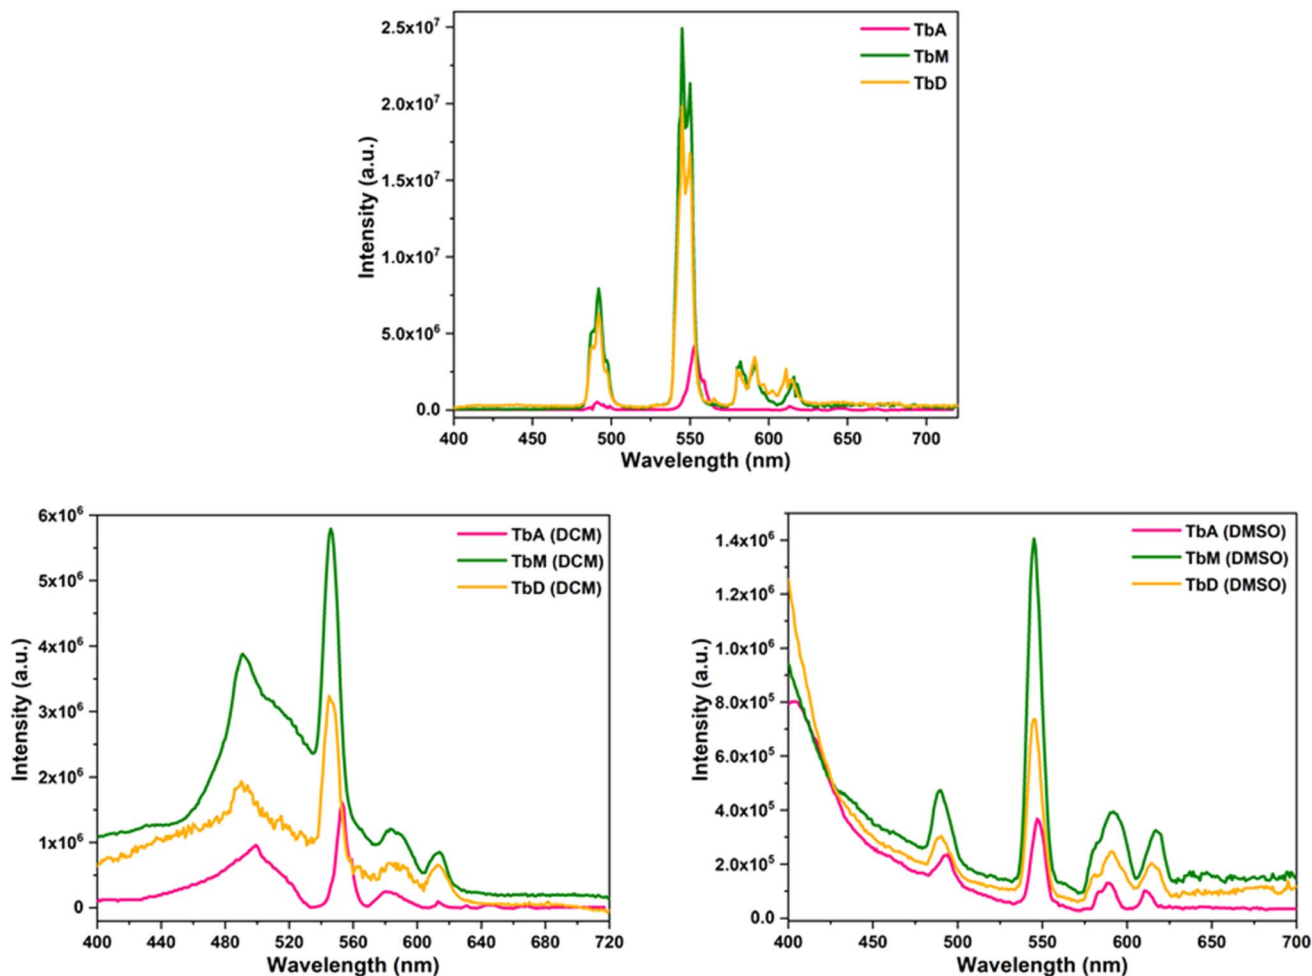 TbA
TbM
TbD
2.5x10⁷
2.0x10⁷
1.5x10⁷
1.0x10⁷
5.0x10⁶
0.0
Intensity (a.u.)
400 450 500 550 600 650 700
Wavelength (nm)
TbA (DCM)
TbM (DCM)
TbD (DCM)
6x10⁶
5x10⁶
4x10⁶
3x10⁶
2x10⁶
1x10⁶
0
Intensity (a.u.)
400 440 480 520 560 600 640 680 720
Wavelength (nm)
TbA (DMSO)
TbM (DMSO)
TbD (DMSO)
1.4x10⁶
1.2x10⁶
1.0x10⁶
8.0x10⁵
6.0x10⁵
4.0x10⁵
2.0x10⁵
0.0
Intensity (a.u.)
400 450 500 550 600 650 700
Wavelength (nm)